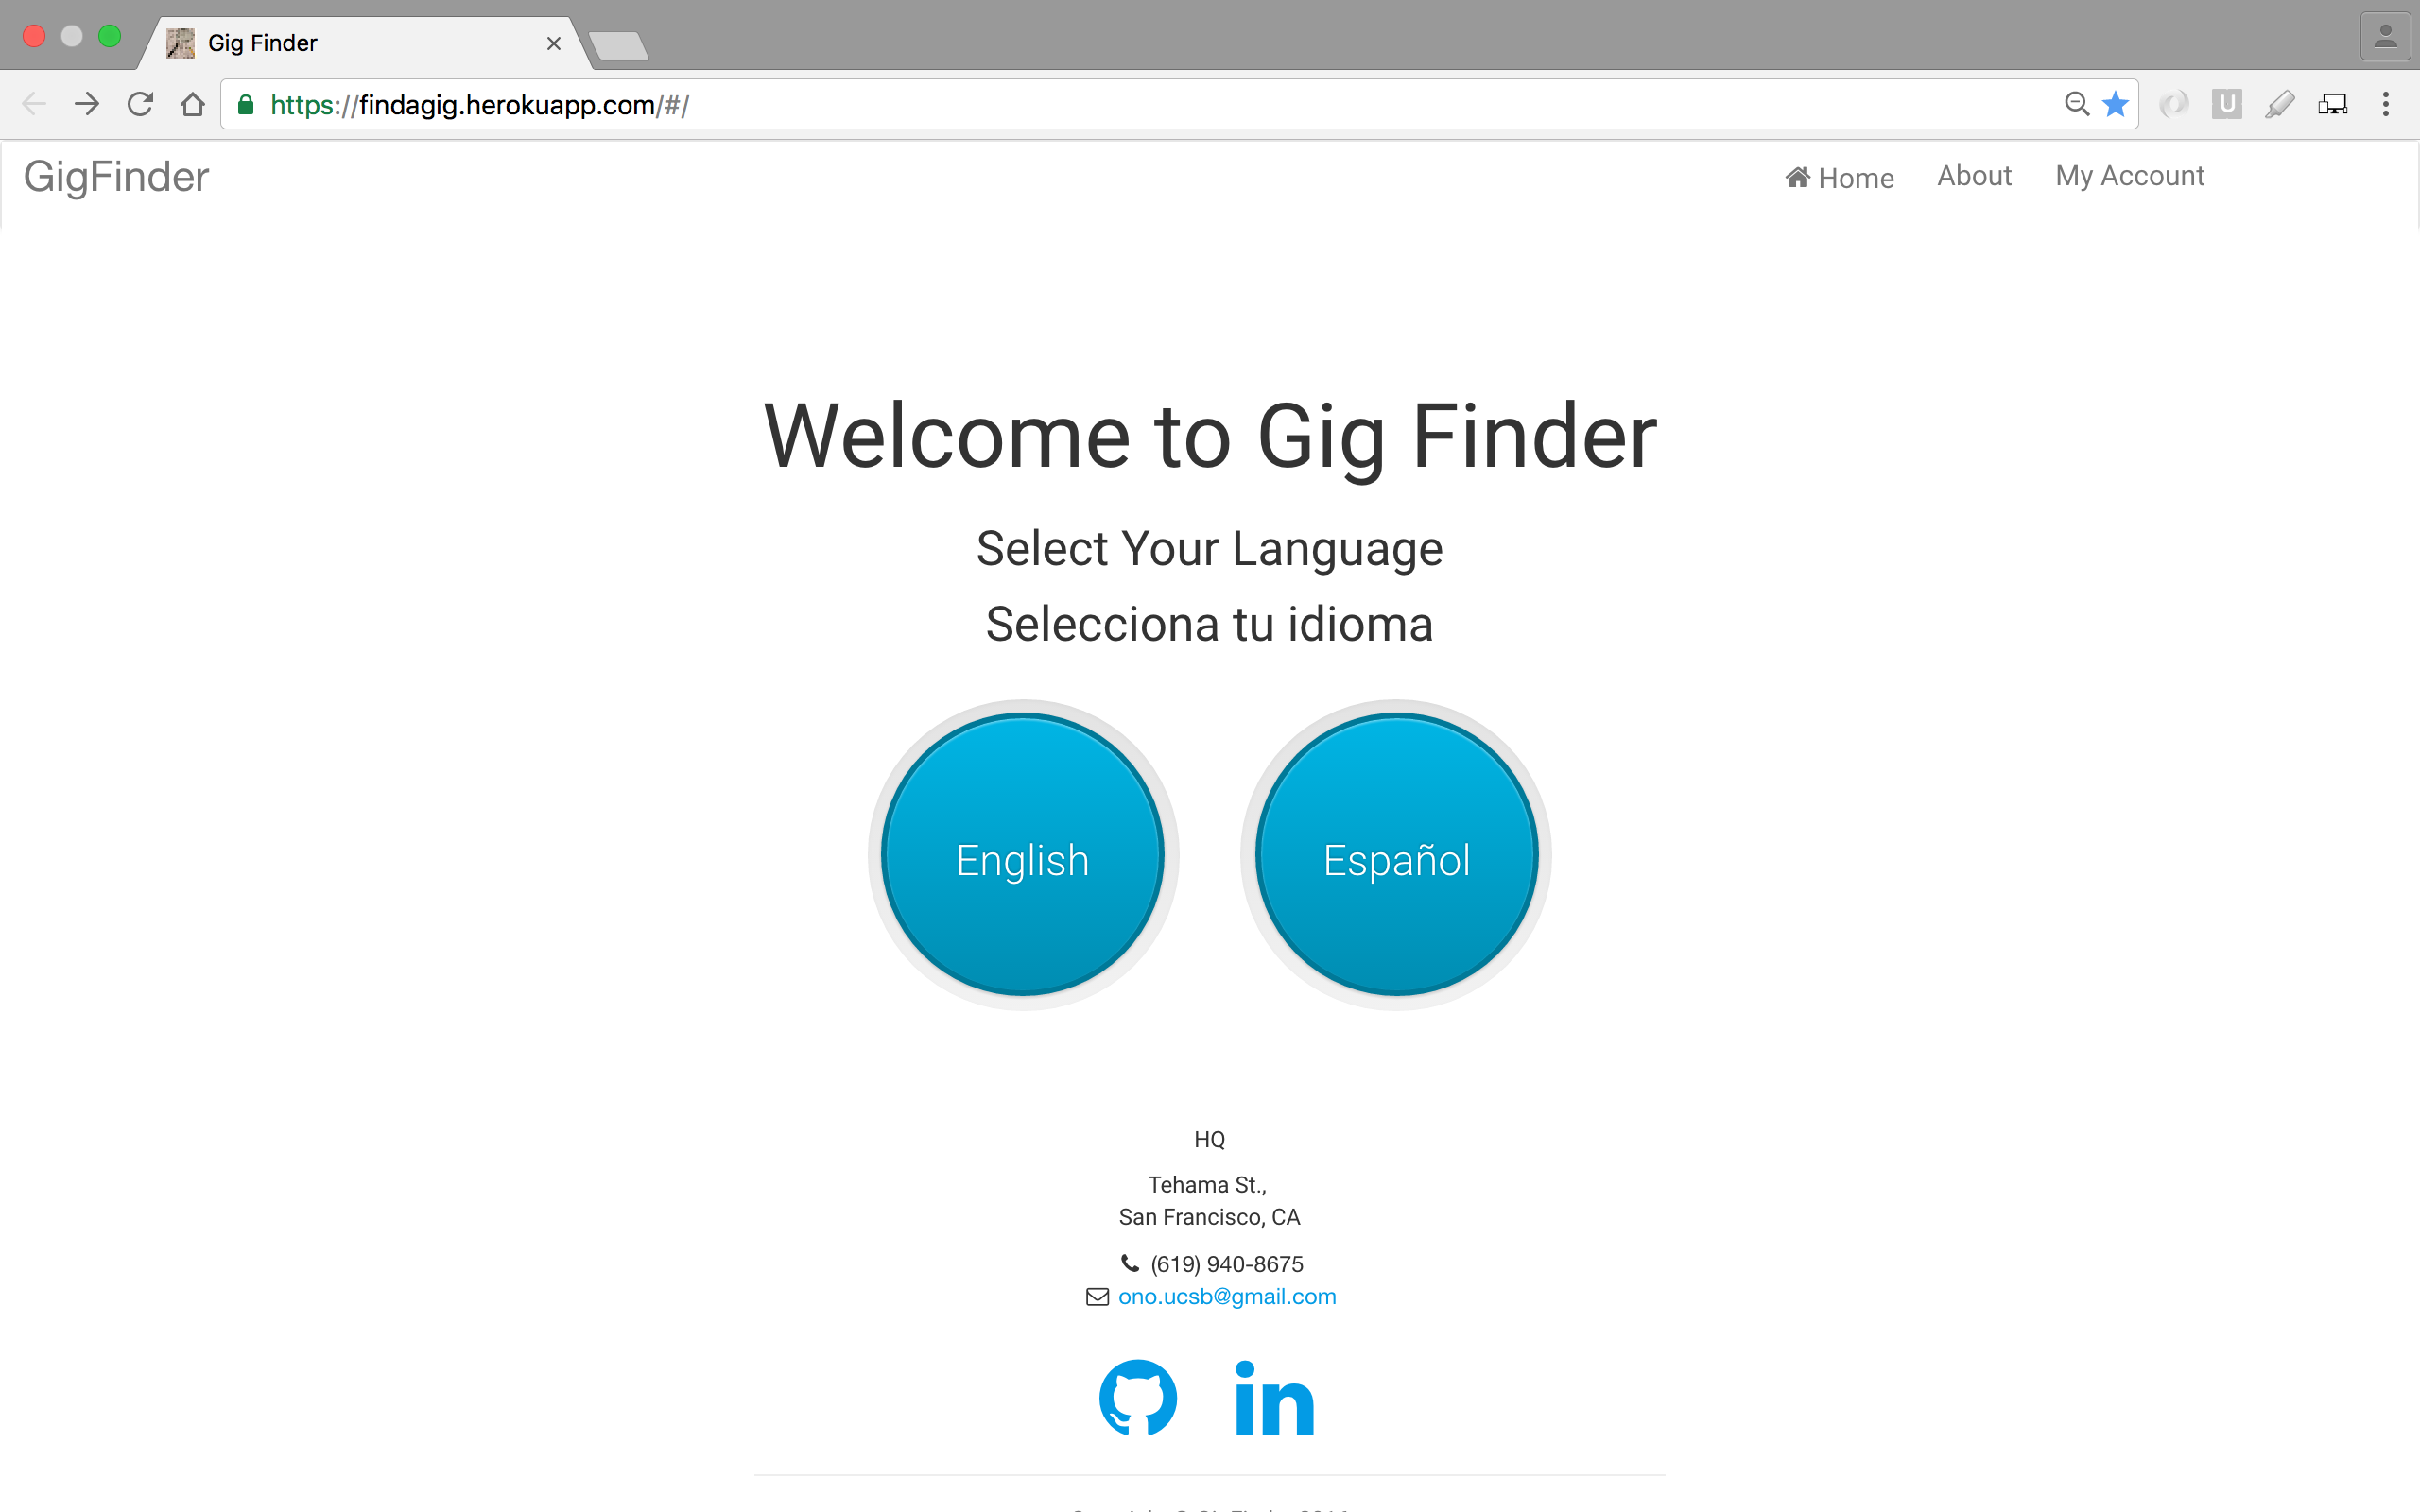 Gig Finder
https://findagig.herokuapp.com/#/
U
GigFinder
Home About My Account
Welcome to Gig Finder
Select Your Language
Selecciona tu idioma
English Español
HQ
Tehama St.,
San Francisco, CA
(619) 940-8675
ono.ucsb@gmail.com
in